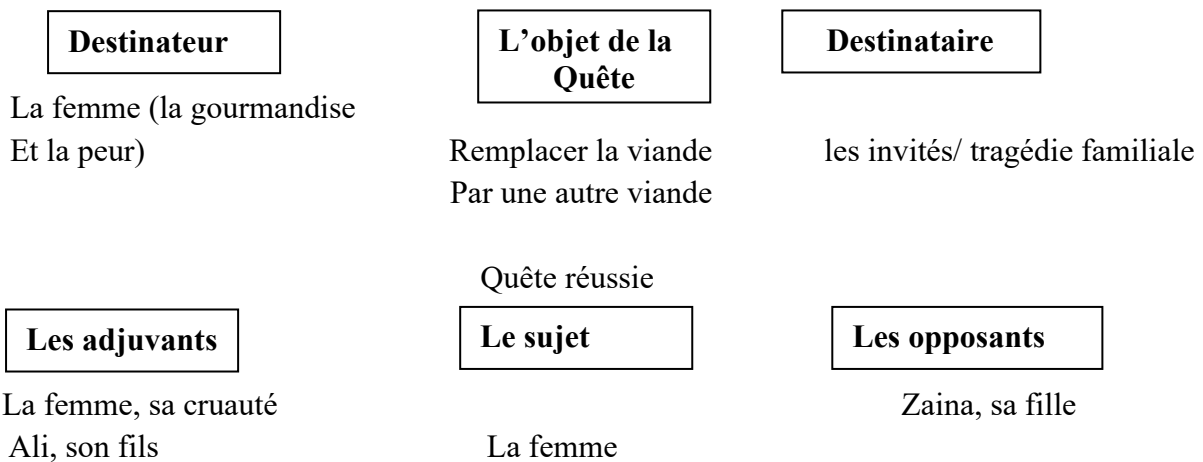 Destinateur
L’objet de la
Quête
Destinataire
La femme (la gourmandise
Et la peur)
Remplacer la viande
Par une autre viande
les invités/ tragédie familiale
Quête réussie
Les adjuvants
Le sujet
Les opposants
La femme, sa cruauté
Ali, son fils
La femme
Zaina, sa fille